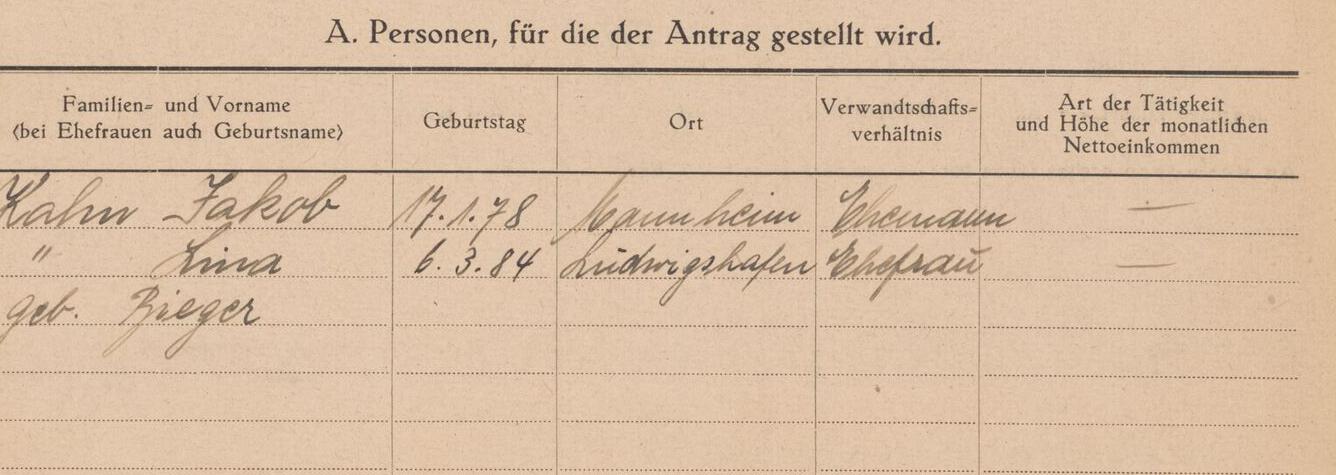 A. Personen, für die der Antrag gestellt wird.
Familien= und Vorname
(bei Ehefrauen auch Geburtsname)
Geburtstag
Ort
Verwandtschafts=
verhältnis
Art der Tätigkeit
und Höhe der monatlichen
Nettoeinkommen
Kahn Jakob 17.1.78 Mannheim Ehemann —
" Lina 6.3.84 Ludwigshafen Ehefrau —
geb.